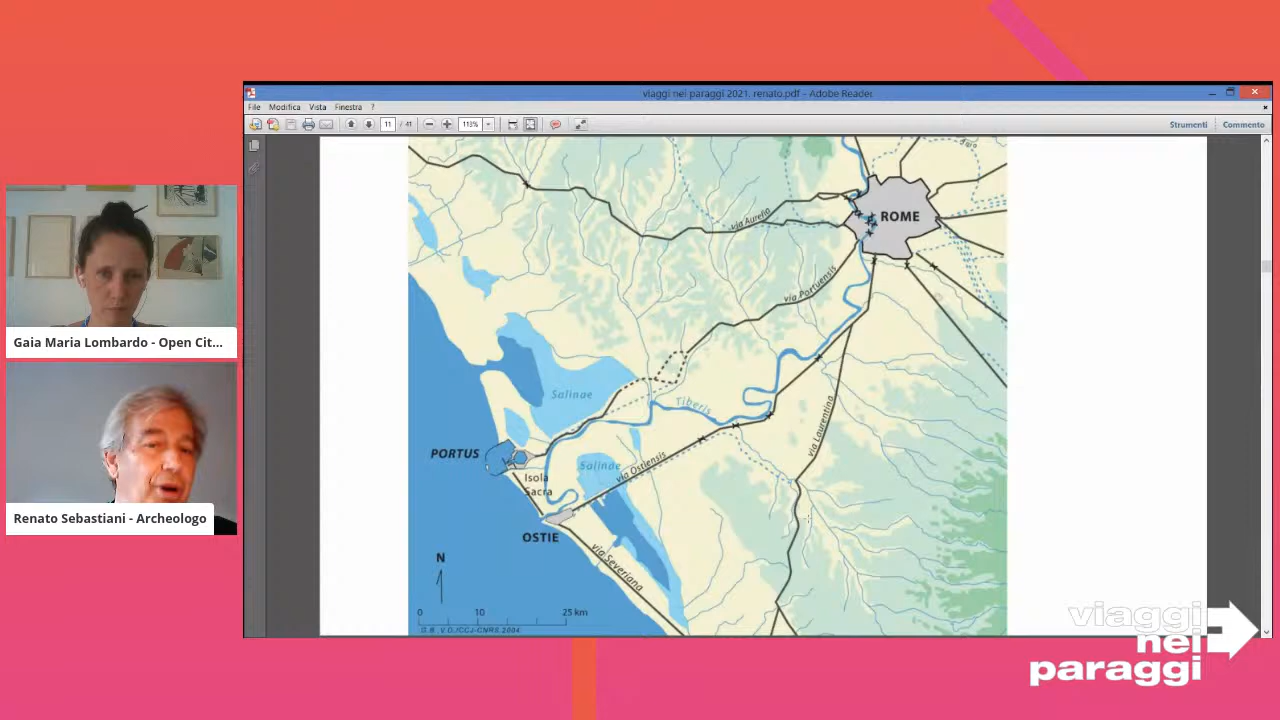 viaggi nei paraggi 2021. renato.pdf - Adobe Reader
File Modifica Vista Finestra ?
11 / 41 113% Strumenti Commento
ROME
via Aurelia
via Portuensis
Salinae
Tiberis
via Laurentina
PORTUS
Salinae
via Ostiensis
Isola
Sacra
OSTIE
via Severiana
N
0 10 25 km
Gaia Maria Lombardo - Open Cit...
Renato Sebastiani - Archeologo
viaggi
nei
paraggi